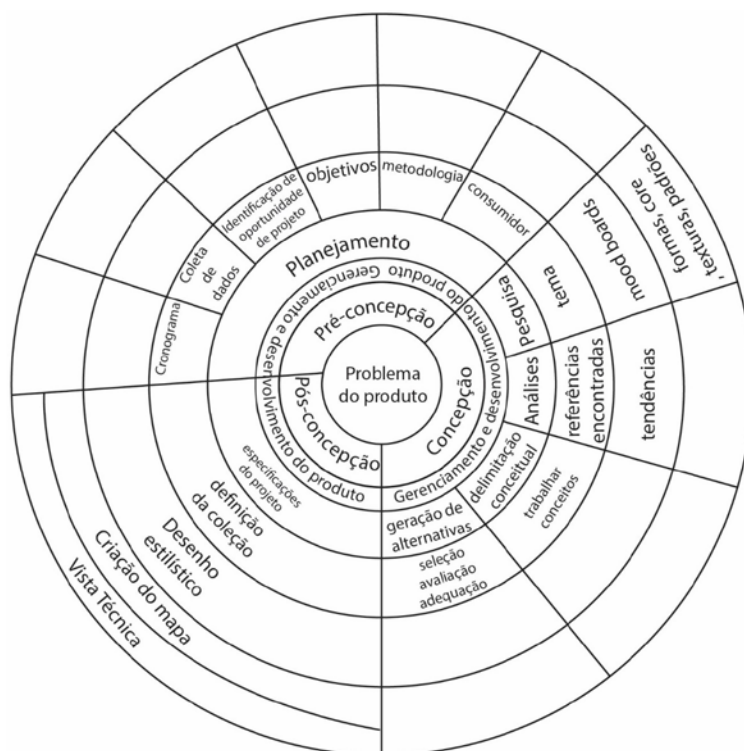 Problema
do produto
Pré-concepção
Concepção
Pós-concepção
Gerenciamento e desenvolvimento do produto
Gerenciamento e desenvolvimento do produto
Gerenciamento e desenvolvimento do produto
Planejamento
Cronograma
Coleta
de
dados
Identificação de
oportunidade
de projeto
objetivos
metodologia
consumidor
Pesquisa
tema
mood boards
formas, core
, texturas, padrões
Análises
referências
encontradas
tendências
delimitação
conceitual
trabalhar
conceitos
geração de
alternativas
seleção
avaliação
adequação
especificações
do projeto
definição
da coleção
Desenho
estilístico
Criação do mapa
Vista Técnica